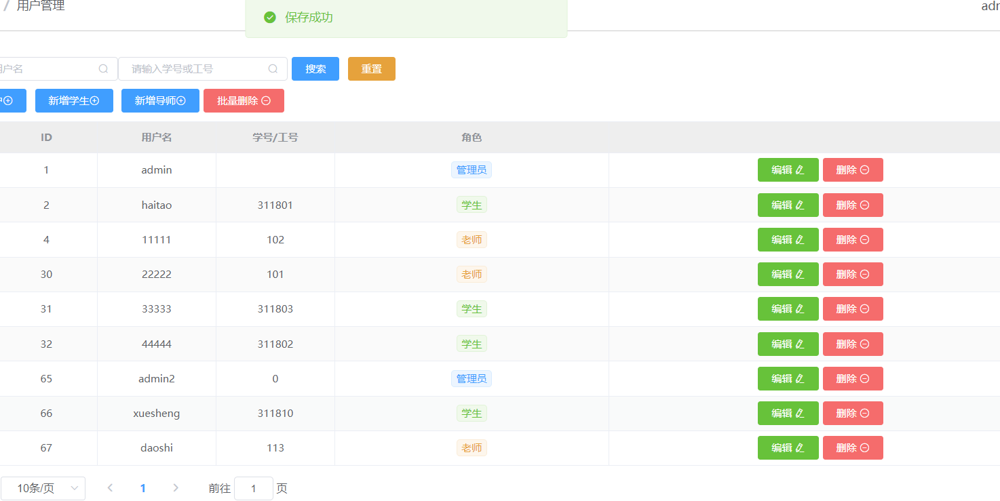 / 用户管理
保存成功
户名 请输入学号或工号 搜索 重置
新增学生 新增导师 批量删除
ID 用户名 学号/工号 角色
1 admin 管理员 编辑 删除
2 haitao 311801 学生 编辑 删除
4 11111 102 老师 编辑 删除
30 22222 101 老师 编辑 删除
31 33333 311803 学生 编辑 删除
32 44444 311802 学生 编辑 删除
65 admin2 0 管理员 编辑 删除
66 xuesheng 311810 学生 编辑 删除
67 daoshi 113 老师 编辑 删除
10条/页 1 前往 1 页